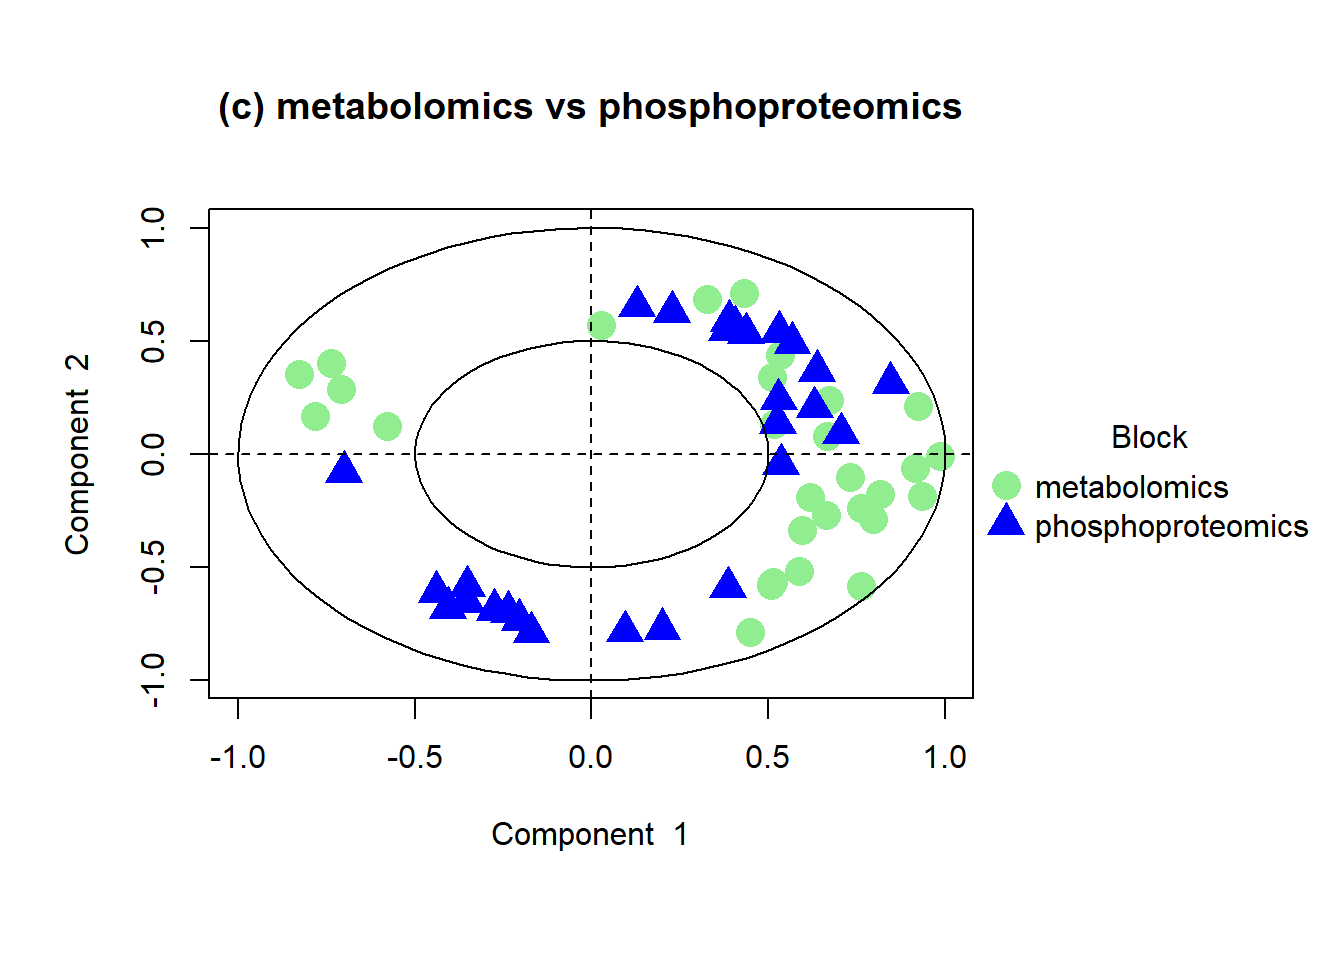 (c) metabolomics vs phosphoproteomics
1.0
0.5
0.0
-0.5
-1.0
Component 2
-1.0 -0.5 0.0 0.5 1.0
Component 1
Block
metabolomics
phosphoproteomics